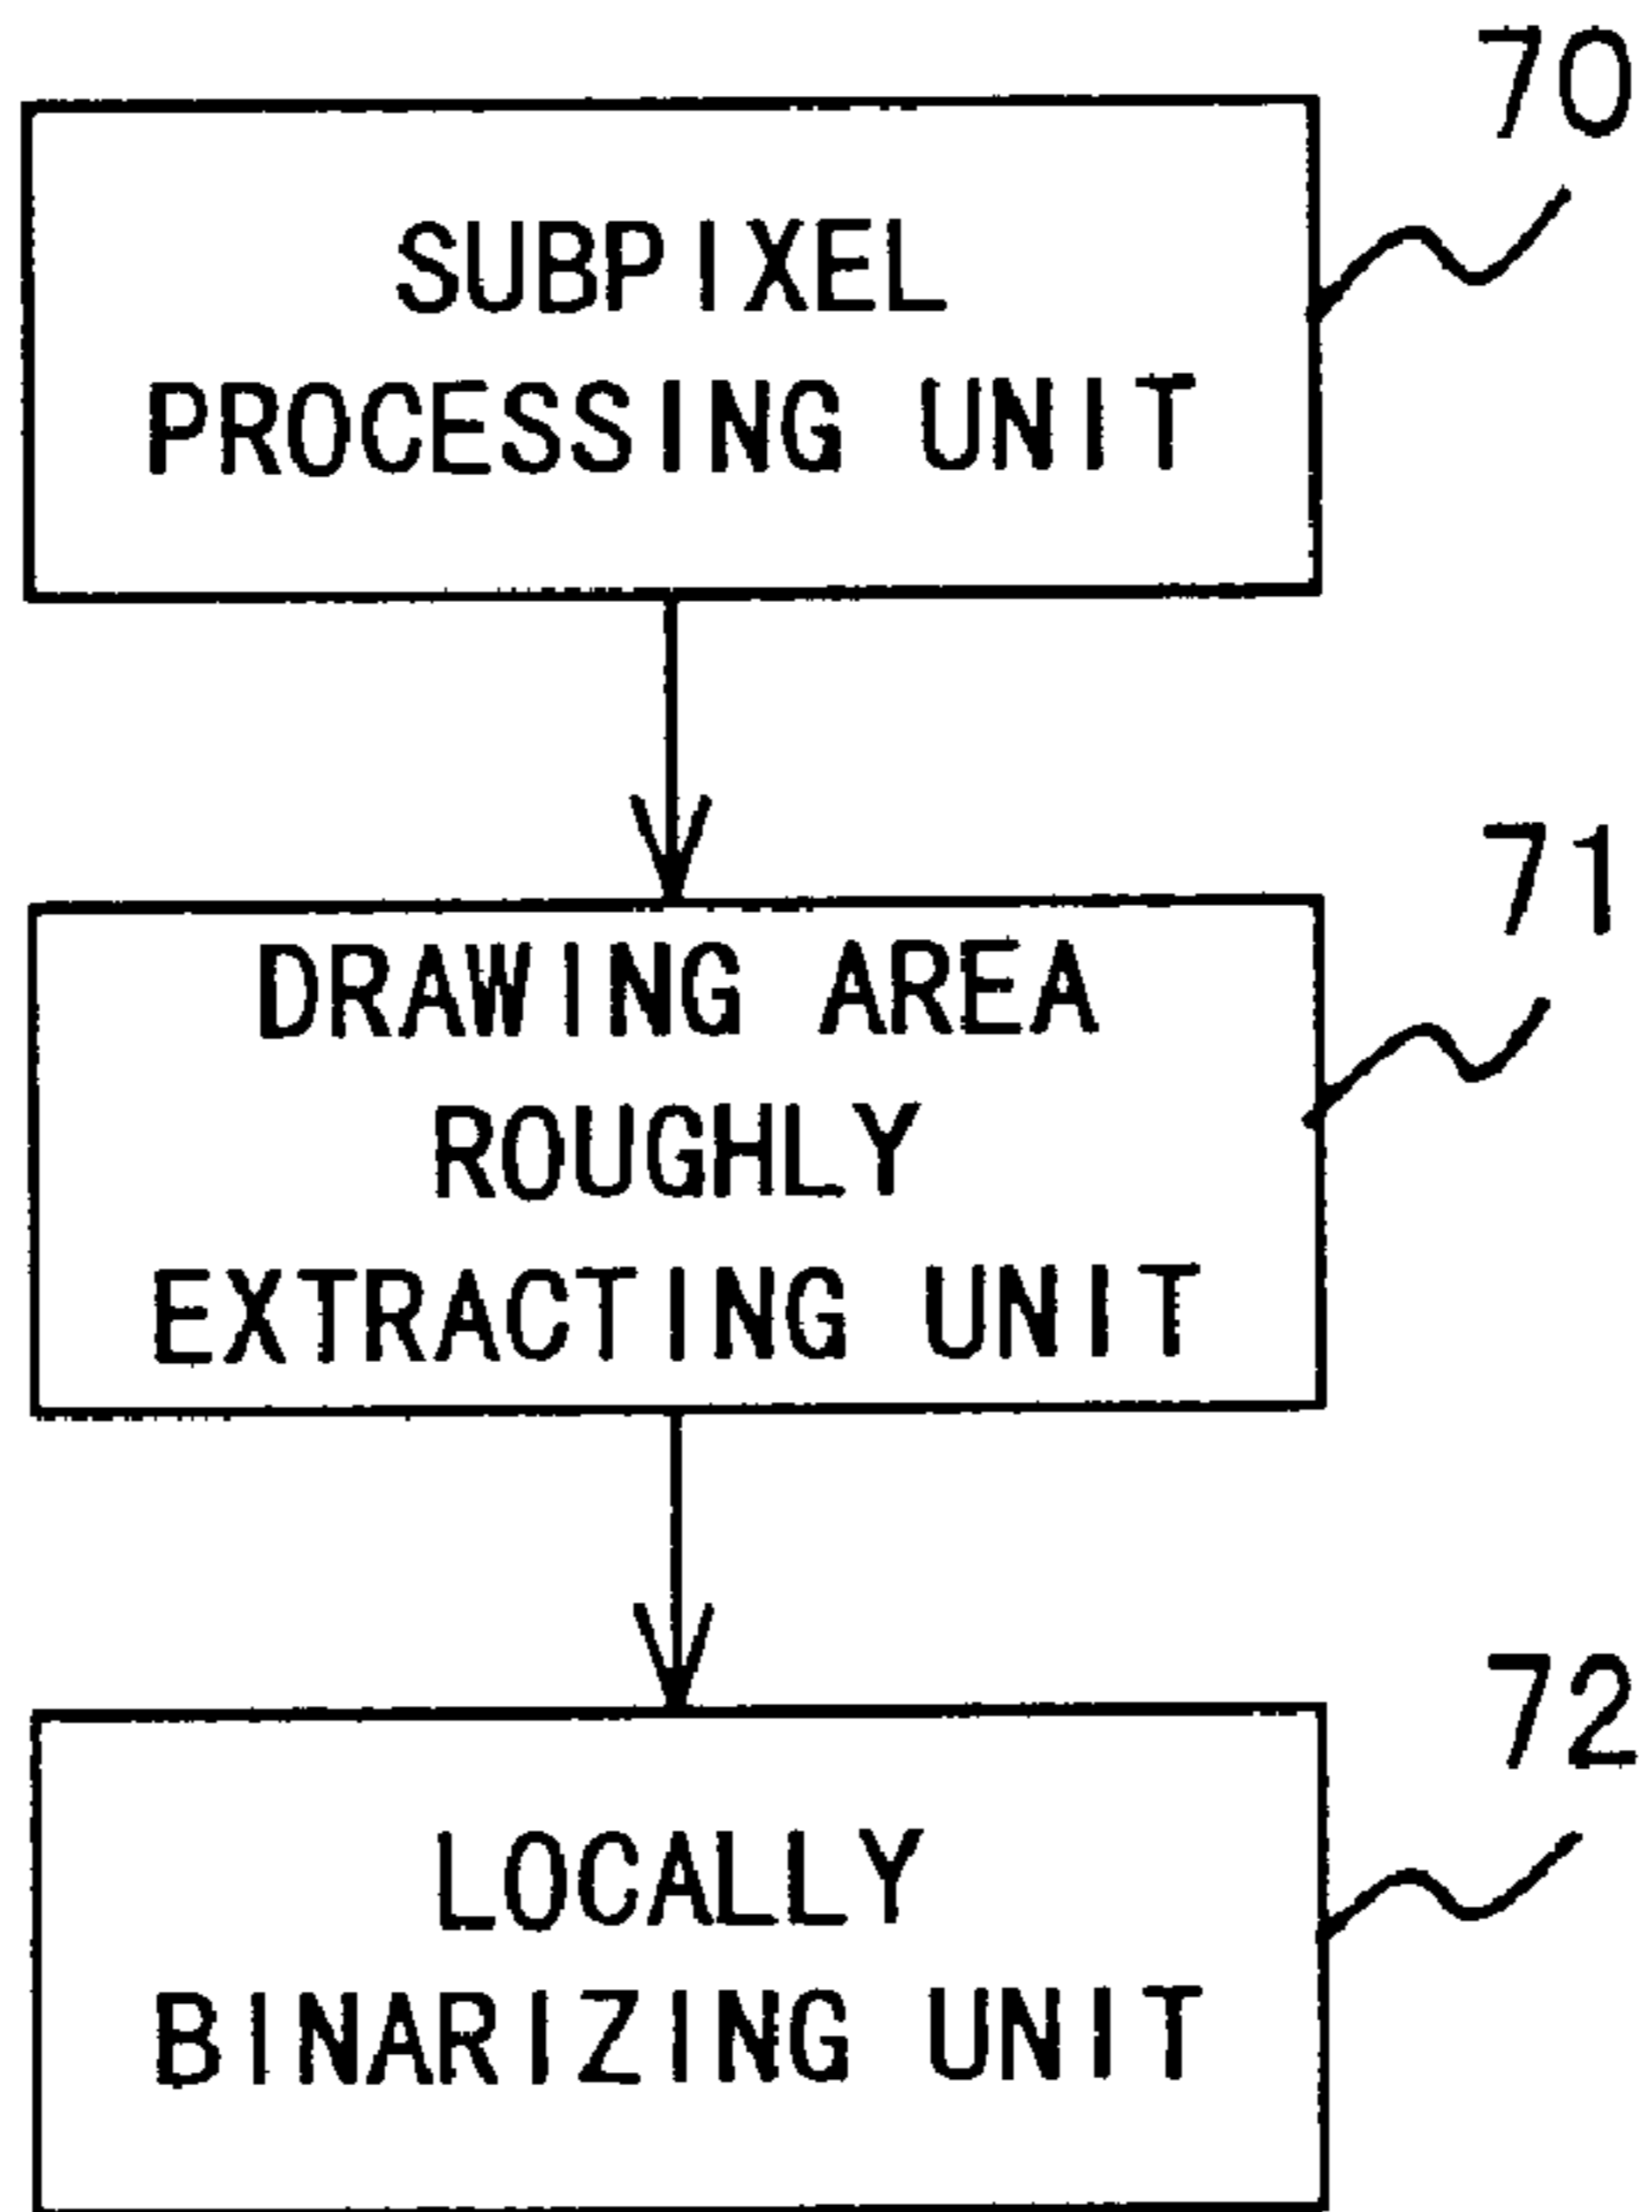 70
SUBPIXEL
PROCESSING UNIT
71
DRAWING AREA
ROUGHLY
EXTRACTING UNIT
72
LOCALLY
BINARIZING UNIT